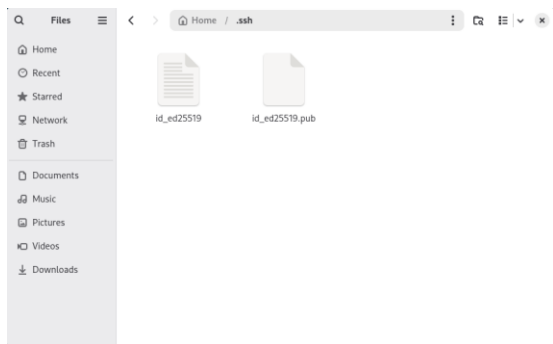 Files
Home / .ssh
Home
Recent
Starred
Network
Trash
Documents
Music
Pictures
Videos
Downloads
id_ed25519
id_ed25519.pub